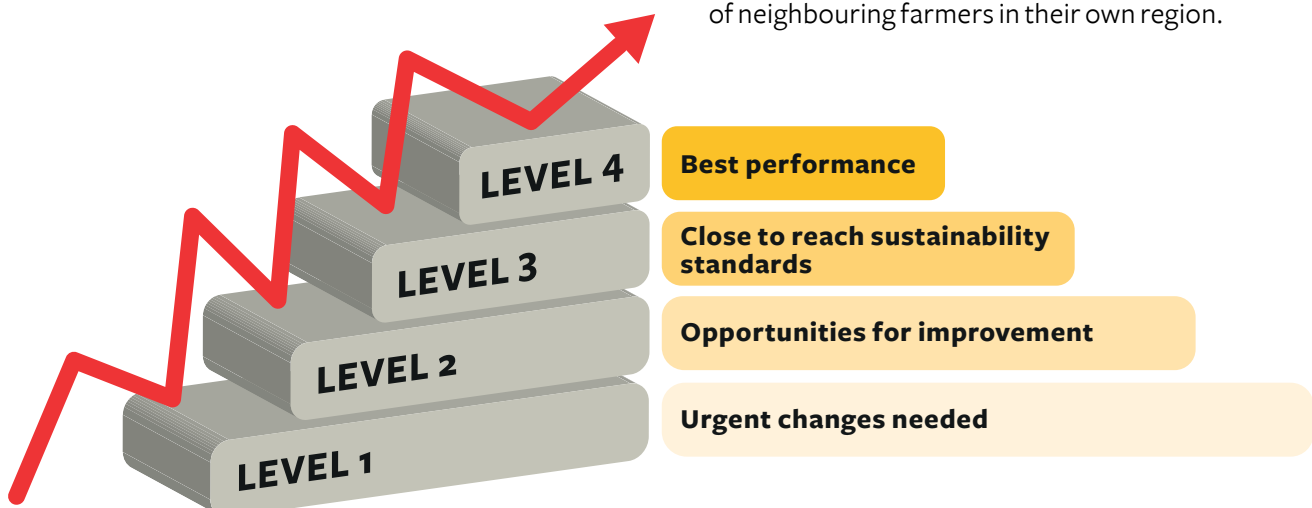 of neighbouring farmers in their own region.
LEVEL 4
Best performance
LEVEL 3
Close to reach sustainability
standards
LEVEL 2
Opportunities for improvement
LEVEL 1
Urgent changes needed